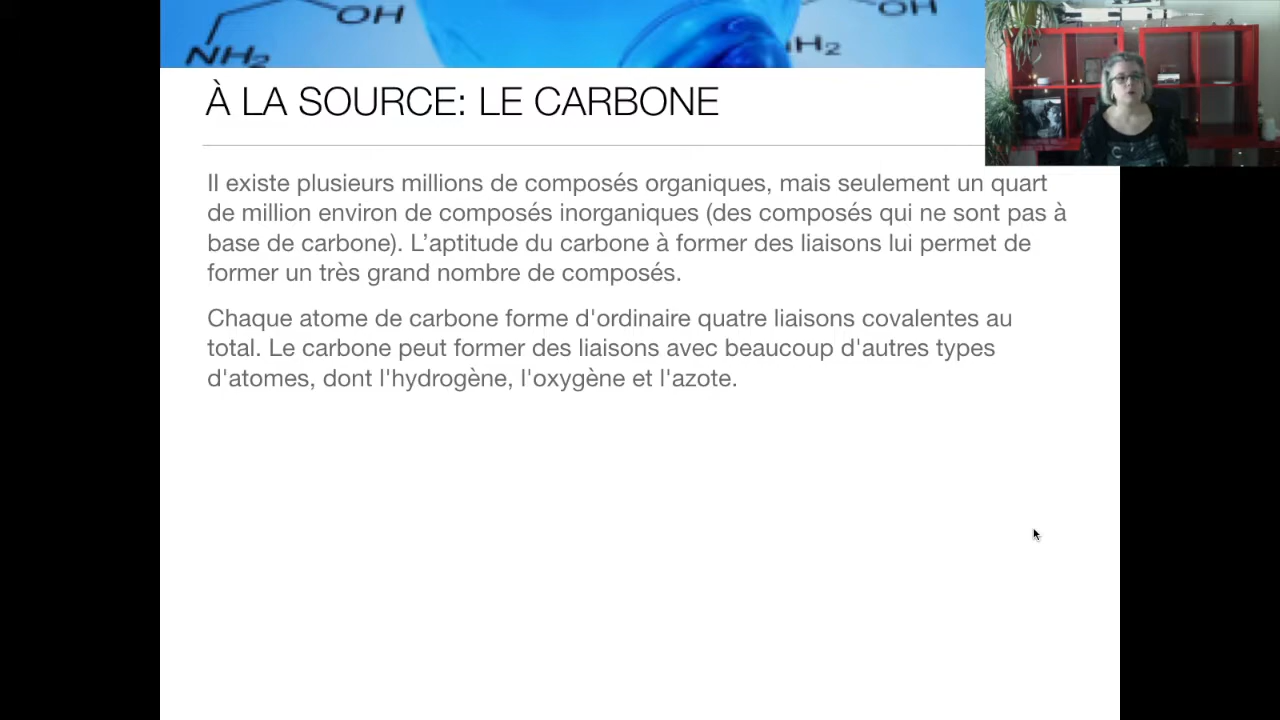 OH
OH
NH2
H2
À LA SOURCE: LE CARBONE
Il existe plusieurs millions de composés organiques, mais seulement un quart
de million environ de composés inorganiques (des composés qui ne sont pas à
base de carbone). L’aptitude du carbone à former des liaisons lui permet de
former un très grand nombre de composés.
Chaque atome de carbone forme d'ordinaire quatre liaisons covalentes au
total. Le carbone peut former des liaisons avec beaucoup d'autres types
d'atomes, dont l'hydrogène, l'oxygène et l'azote.